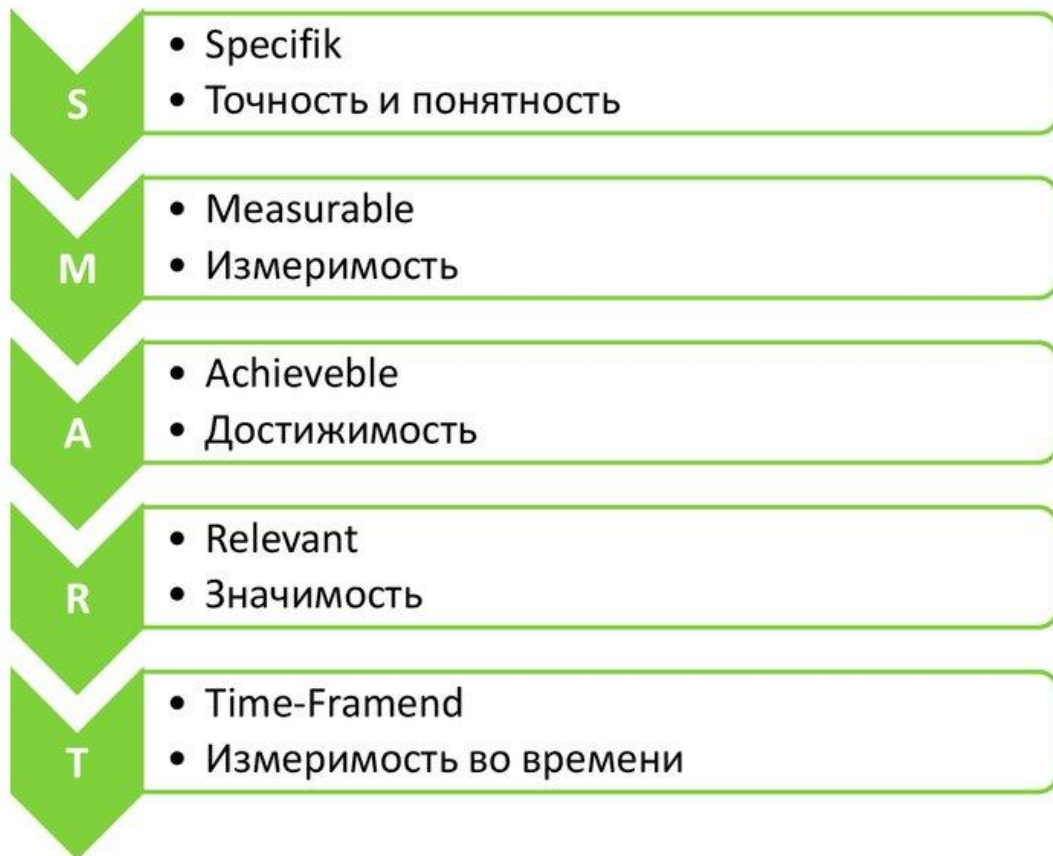 S
• Specifik
• Точность и понятность
M
• Measurable
• Измеримость
A
• Achieveble
• Достижимость
R
• Relevant
• Значимость
T
• Time-Framend
• Измеримость во времени